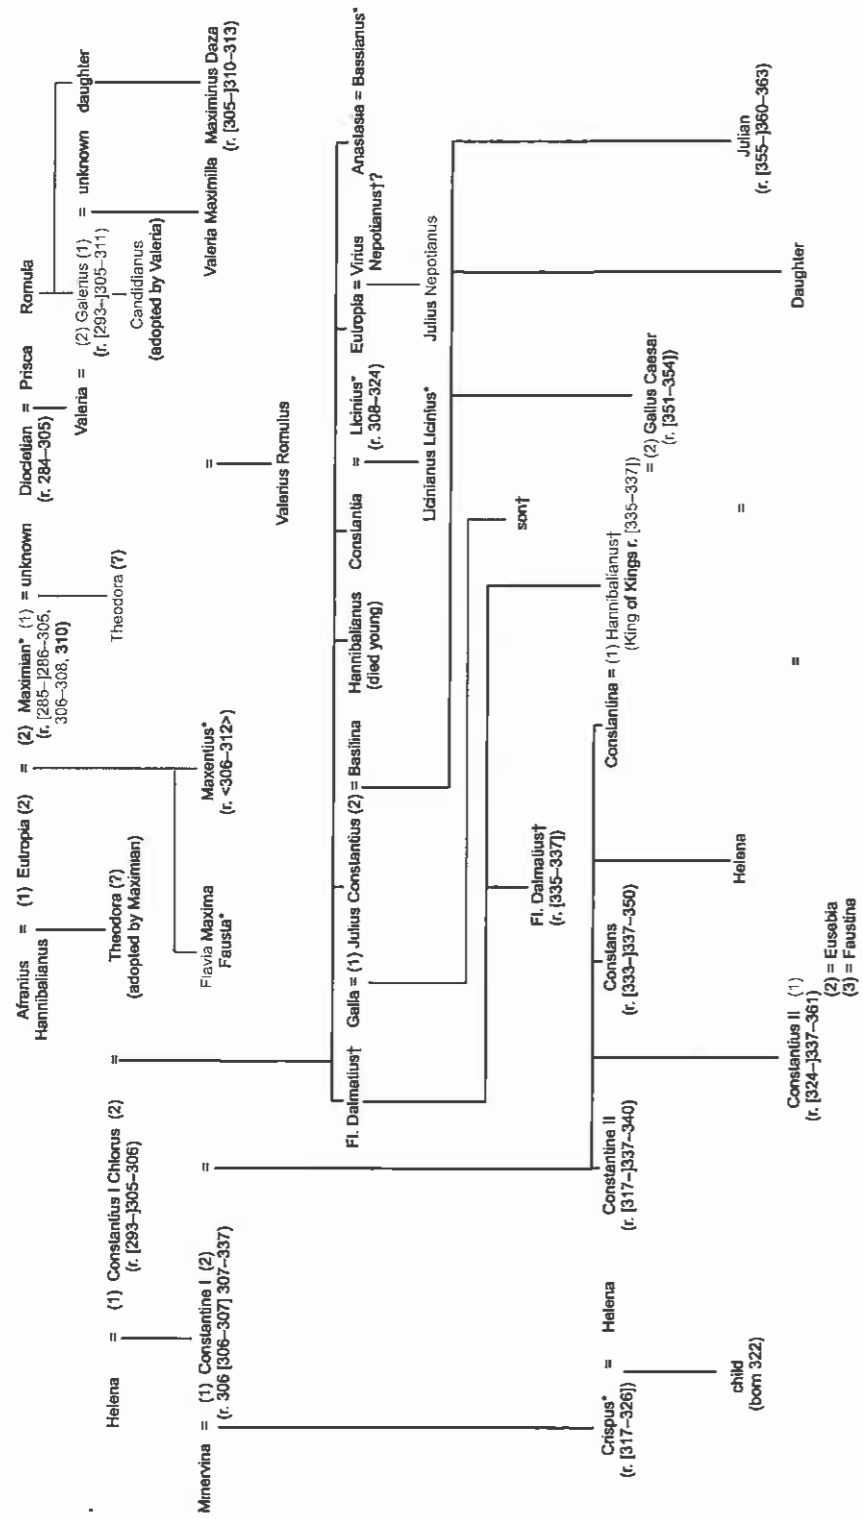 Afranius = (1) Eutropia (2) = (2) Maximian* (1) = unknown Diocletian = Prisca Romula
Hannibalianus (r. [285–]286–305, (r. 284–305)
306–308, 310)
Valeria = (2) Galerius (1) = unknown daughter
(r. [293–]305–311)
Helena = (1) Constantius I Chlorus (2) = Theodora (?) Theodora (?)
(r. [293–]305–306) (adopted by Maximian)
Candidianus
(adopted by Valeria)
Minervina = (1) Constantine I (2) = Flavia Maxima Maxentius* = Valeria Maximilla Maximinus Daza
(r. 306 [306–307] 307–337) Fausta* (r. <306–312>) (r. [305–]310–313)
Valerius Romulus
Fl. Dalmatius† Galla = (1) Julius Constantius (2) = Basilina Hannibalianus Constantia = Licinius* Eutropia = Virius Anastasia = Bassianus*
(died young) (r. 308–324) Nepotianus†?
Licinianus Licinius* Julius Nepotianus
son†
Fl. Dalmatius†
(r. [335–337])
Crispus* = Helena Constantine II Constans Constantina = (1) Hannibalianus†
(r. [317–326]) (r. [317–]337–340) (r. [333–]337–350) (King of Kings r. [335–337])
= (2) Gallus Caesar
(r. [351–354])
child Helena = Julian
(born 322) (r. [355–]360–363)
Constantius II (1) = Daughter
(r. [324–]337–361)
(2) = Eusebia
(3) = Faustina